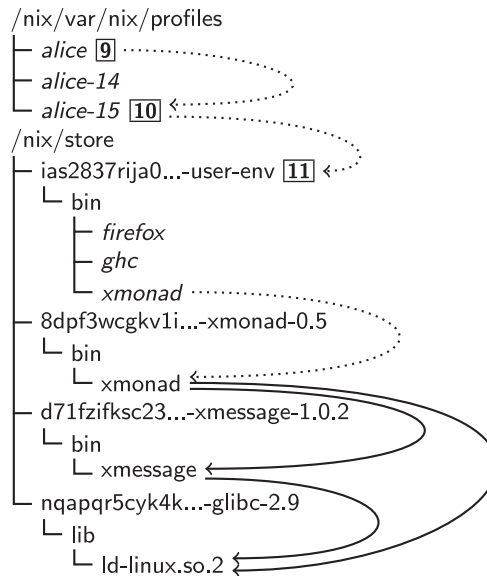 /nix/var/nix/profiles
alice 9
alice-14
alice-15 10
/nix/store
ias2837rija0...-user-env 11
bin
firefox
ghc
xmonad
8dpf3wcgkv1i...-xmonad-0.5
bin
xmonad
d71fzifksc23...-xmessage-1.0.2
bin
xmessage
nqapqr5cyk4k...-glibc-2.9
lib
ld-linux.so.2